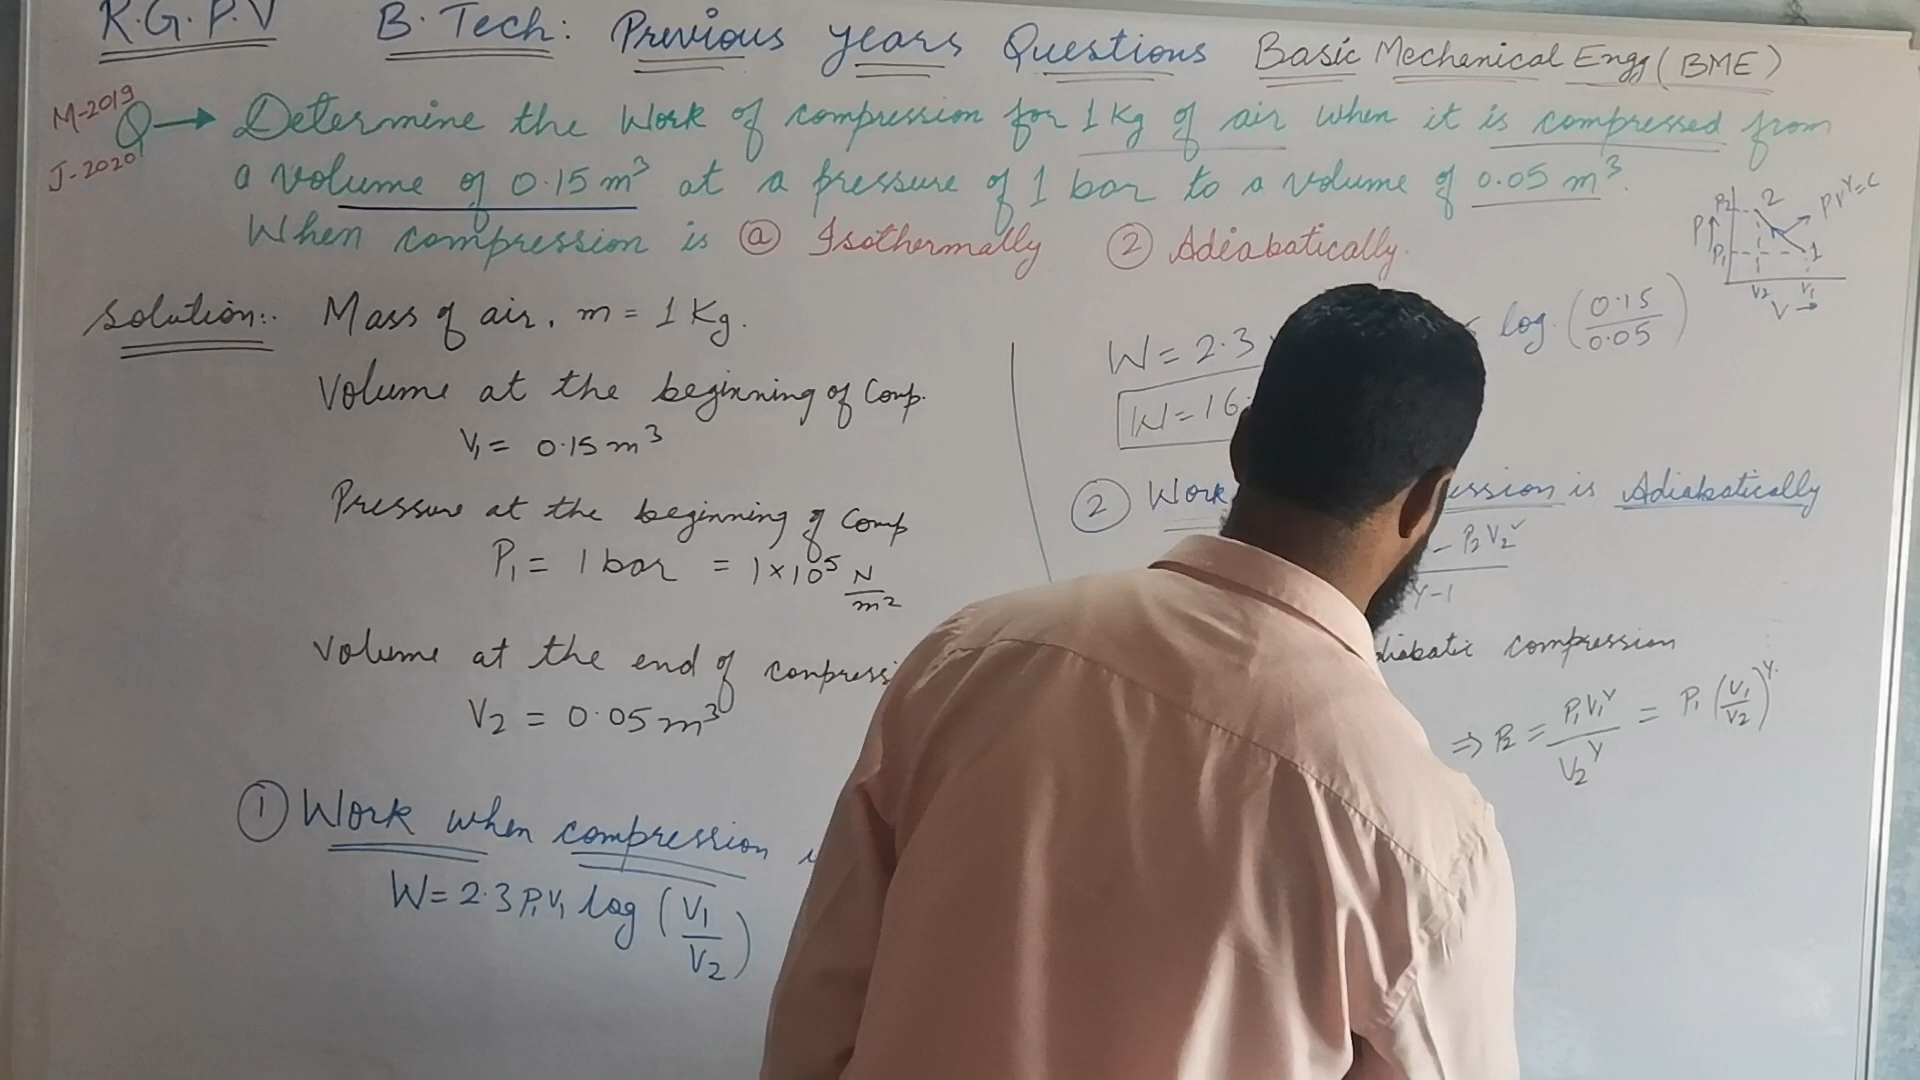 R.G.P.V B.Tech: Previous years Questions Basic Mechenical Engg (BME)
M-2019
J-2020
Q → Determine the Work of compression for 1 Kg of air when it is compressed from
a volume of 0.15 m³ at a pressure of 1 bar to a volume of 0.05 m³.
When compression is ⓐ Isothermally ② Adiabatically.
P↑ P2 P1 2 1 PV^γ=C
V2 V1
V→
Solution:. Mass of air, m = 1 Kg.
Volume at the beginning of Comp.
V1 = 0.15 m³
Pressure at the beginning of Comp
P1 = 1 bar = 1×10⁵ N/m²
Volume at the end of
V2 = 0.05 m³
① Work when compression
W = 2.3 P1V1 log (V1/V2)
W = 2.3 log (0.15/0.05)
W = 16.
② Work ession is Adiabatically
- P2V2
γ-1
diabatic compression
⇒ P2 = P1V1^γ/V2^γ = P1 (V1/V2)^γ